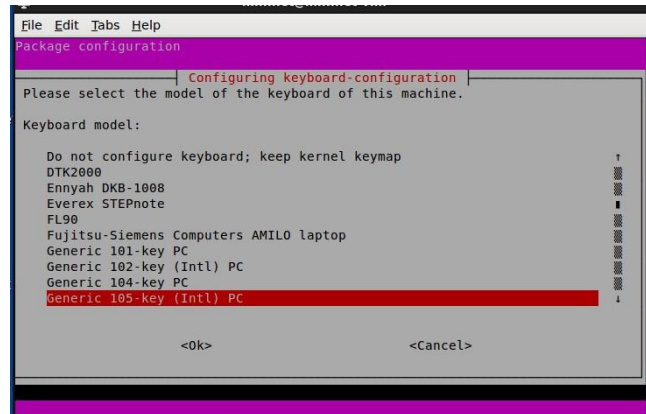 File Edit Tabs Help
Package configuration
Configuring keyboard-configuration
Please select the model of the keyboard of this machine.
Keyboard model:
Do not configure keyboard; keep kernel keymap
DTK2000
Ennyah DKB-1008
Everex STEPnote
FL90
Fujitsu-Siemens Computers AMILO laptop
Generic 101-key PC
Generic 102-key (Intl) PC
Generic 104-key PC
Generic 105-key (Intl) PC
<Ok> <Cancel>